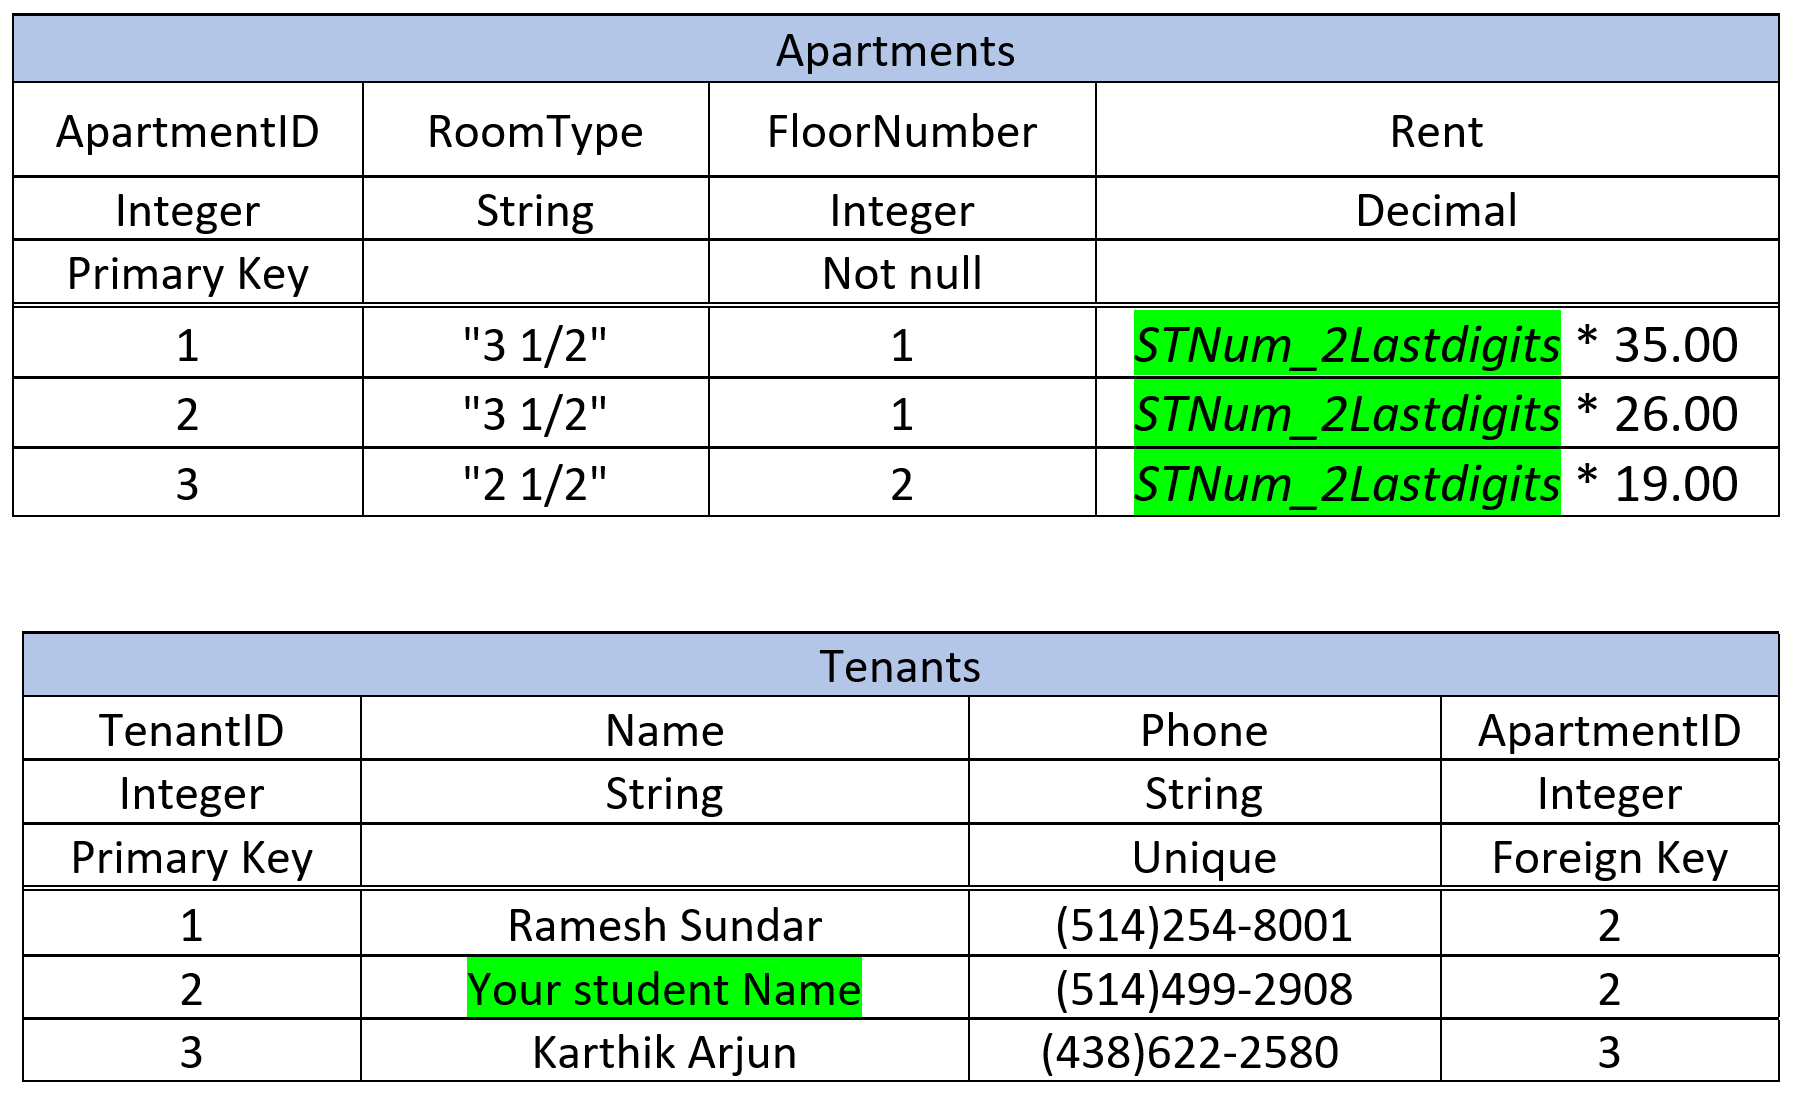 Apartments
ApartmentID RoomType FloorNumber Rent
Integer String Integer Decimal
Primary Key Not null
1 "3 1/2" 1 STNum_2Lastdigits * 35.00
2 "3 1/2" 1 STNum_2Lastdigits * 26.00
3 "2 1/2" 2 STNum_2Lastdigits * 19.00
Tenants
TenantID Name Phone ApartmentID
Integer String String Integer
Primary Key Unique Foreign Key
1 Ramesh Sundar (514)254-8001 2
2 Your student Name (514)499-2908 2
3 Karthik Arjun (438)622-2580 3